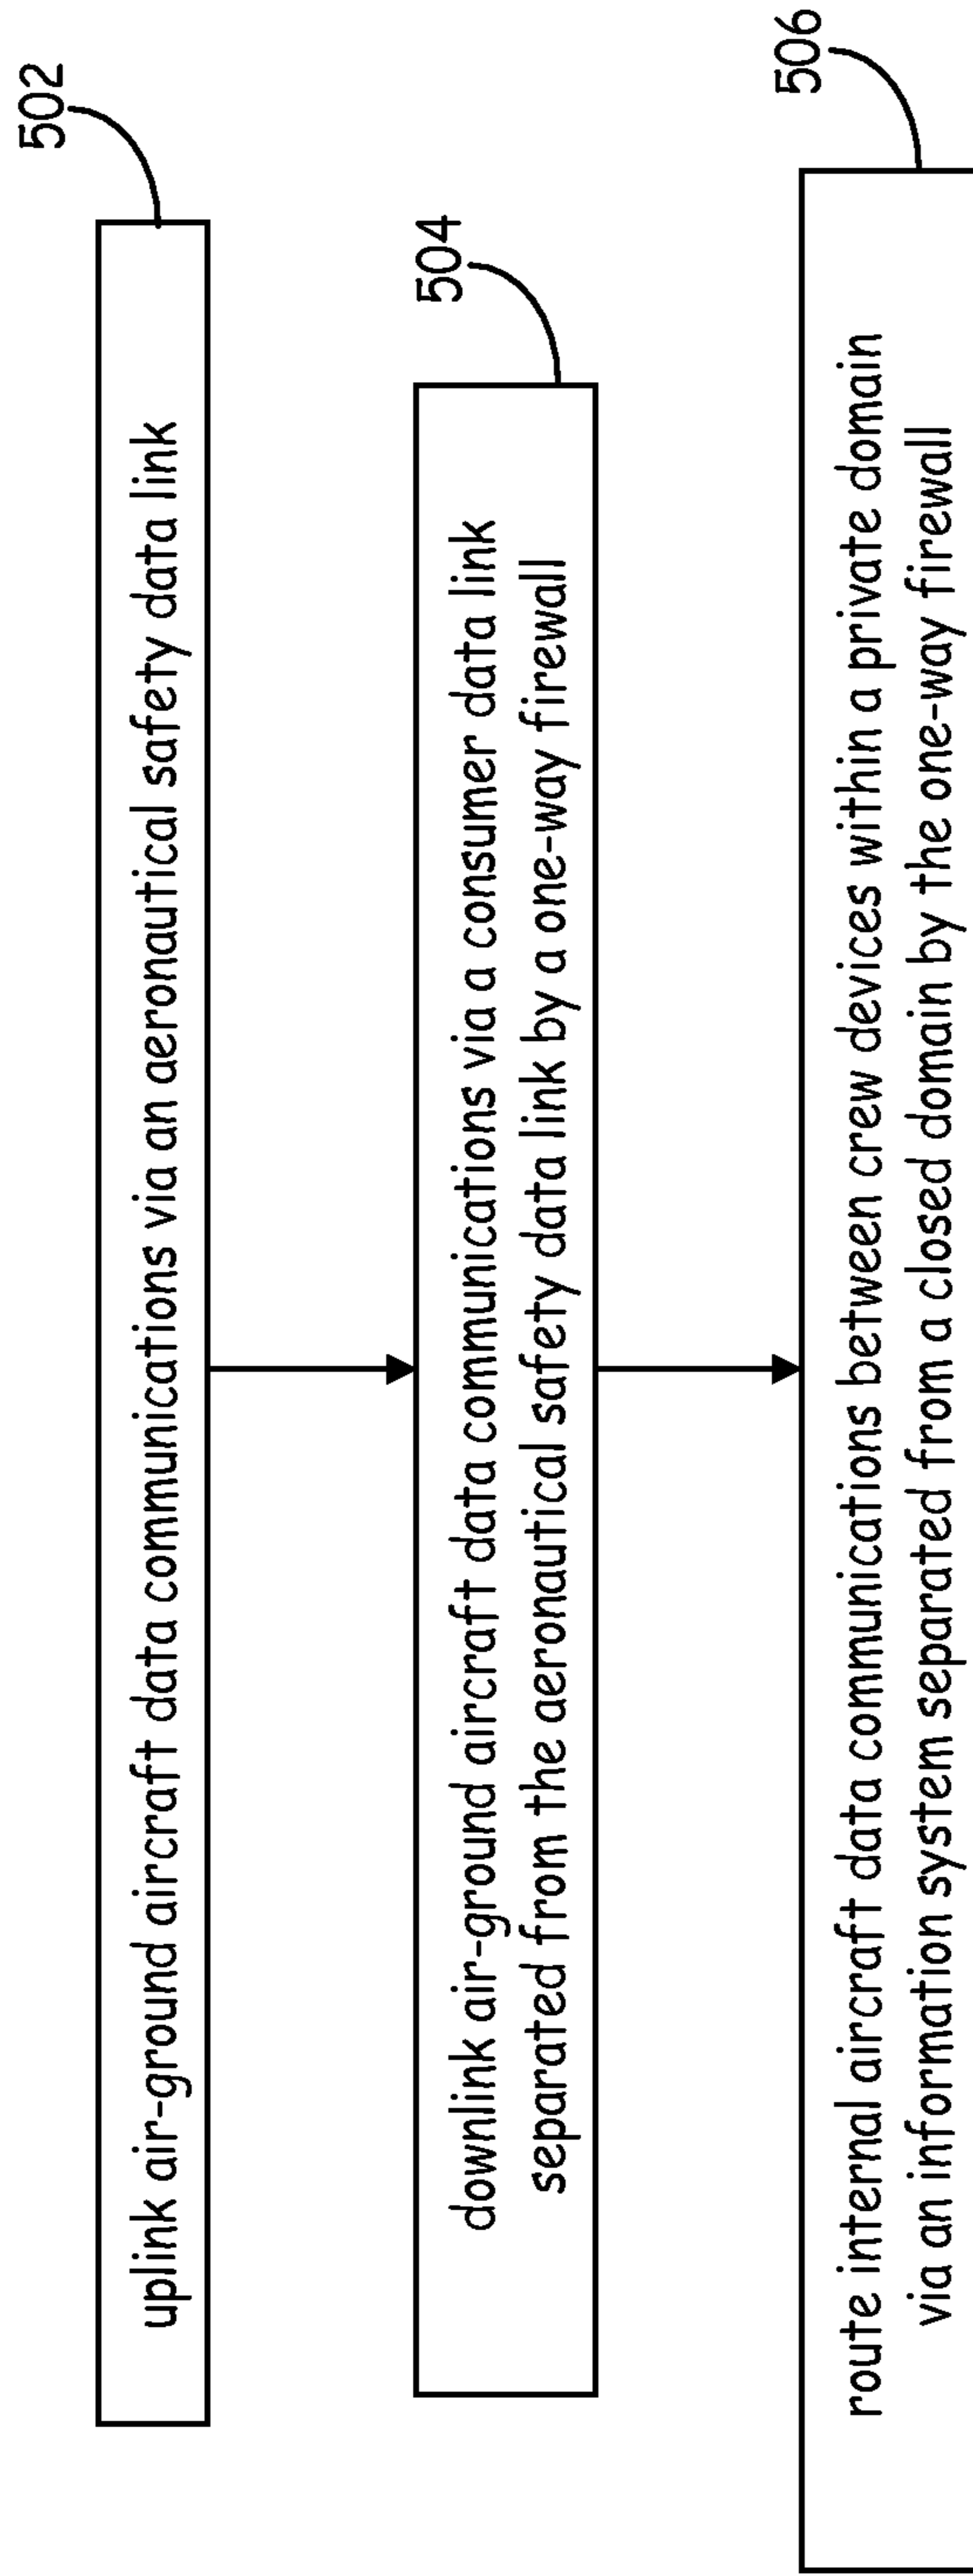 502
uplink air-ground aircraft data communications via an aeronautical safety data link
504
downlink air-ground aircraft data communications via a consumer data link
separated from the aeronautical safety data link by a one-way firewall
506
route internal aircraft data communications between crew devices within a private domain
via an information system separated from a closed domain by the one-way firewall